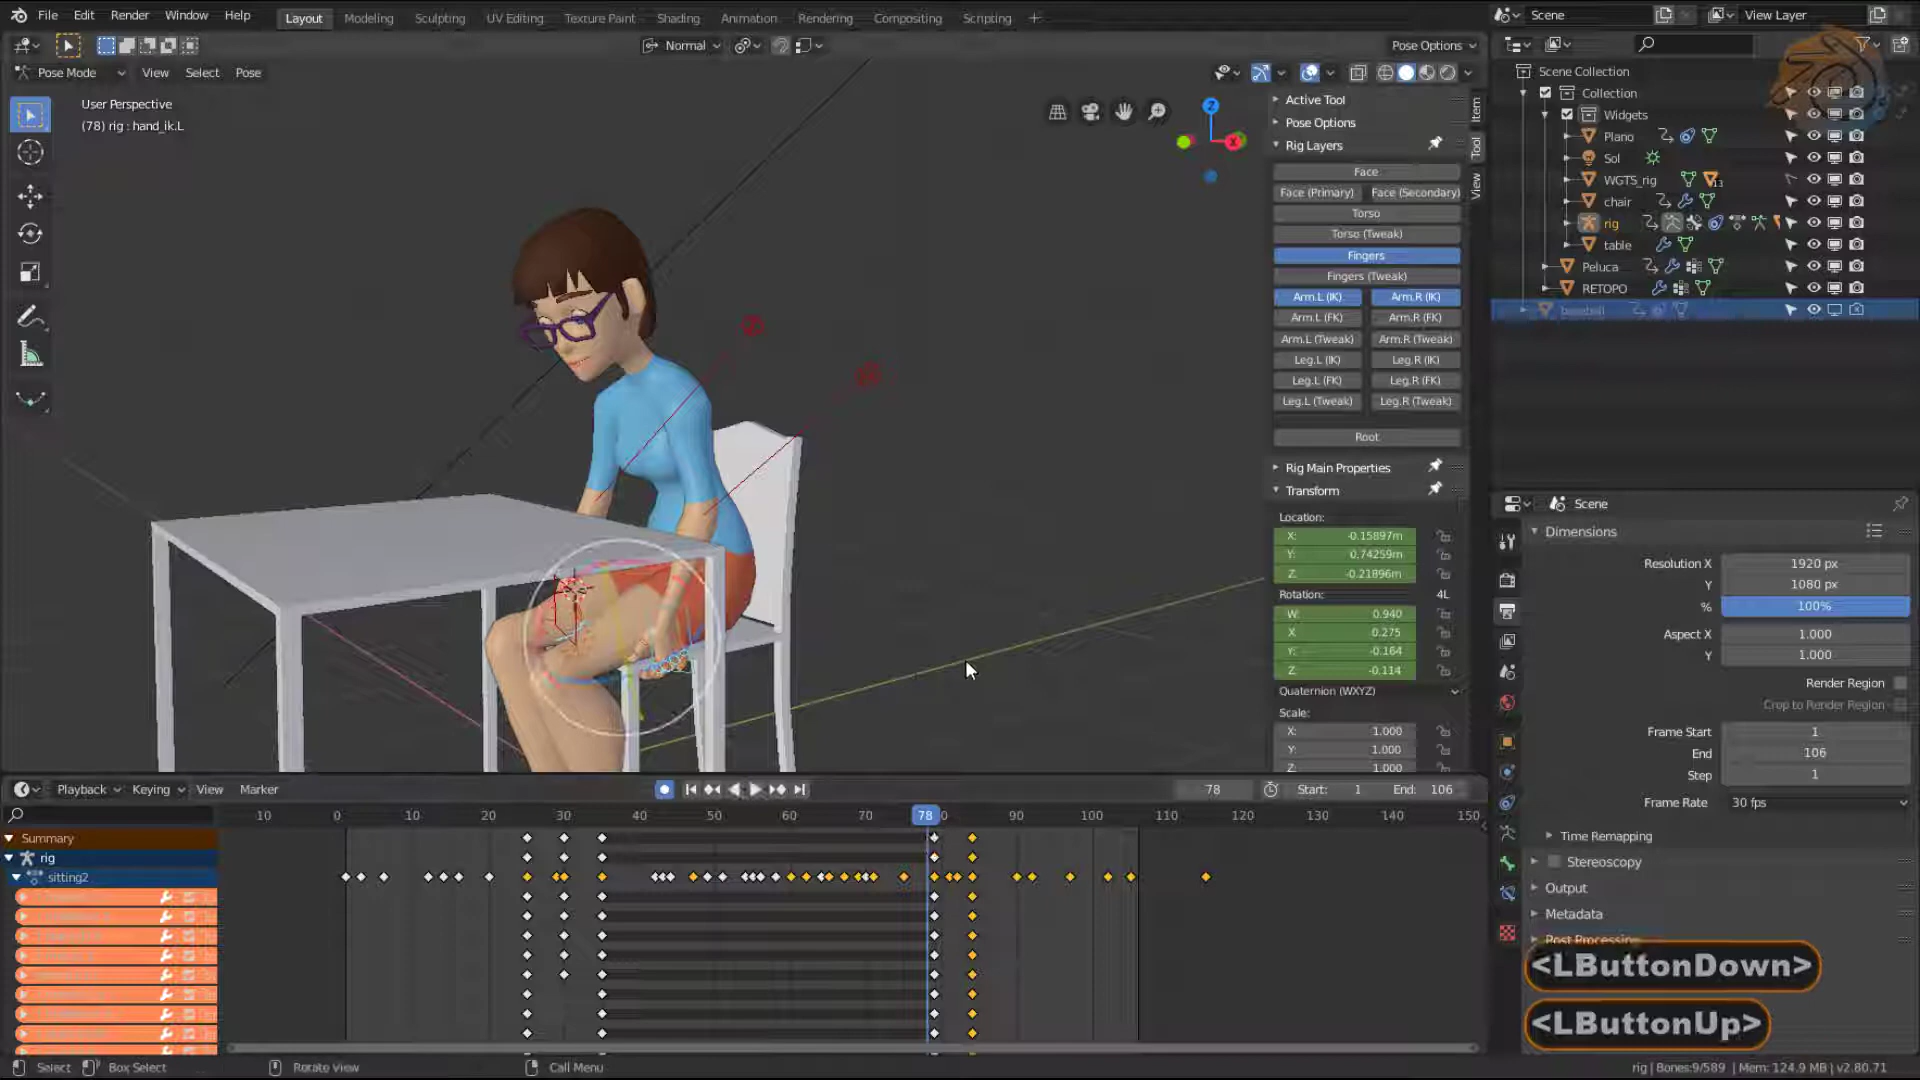 File Edit Render Window Help
Layout Modeling Sculpting UV Editing Texture Paint Shading Animation Rendering Compositing Scripting +
Scene
View Layer
Normal
Pose Options
Pose Mode View Select Pose
User Perspective
(78) rig : hand_ik.L
Z
X
Active Tool
Pose Options
Rig Layers
Face
Face (Primary) Face (Secondary)
Torso
Torso (Tweak)
Fingers
Fingers (Tweak)
Arm.L (IK) Arm.R (IK)
Arm.L (FK) Arm.R (FK)
Arm.L (Tweak) Arm.R (Tweak)
Leg.L (IK) Leg.R (IK)
Leg.L (FK) Leg.R (FK)
Leg.L (Tweak) Leg.R (Tweak)
Root
Rig Main Properties
Transform
Location:
X: -0.15897m
Y: 0.74259m
Z: -0.21896m
Rotation: 4L
W: 0.940
X 0.275
Y: -0.164
Z: -0.114
Quaternion (WXYZ)
Scale:
X: 1.000
Y: 1.000
Z: 1.000
Item
Tool
View
Scene Collection
Collection
Widgets
Plano
Sol
WGTS_rig
13
chair
rig
table
Peluca
RETOPO
baseball
Scene
Dimensions
Resolution X 1920 px
Y 1080 px
% 100%
Aspect X 1.000
Y 1.000
Render Region
Crop to Render Region
Frame Start 1
End 106
Step 1
Frame Rate 30 fps
Time Remapping
Stereoscopy
Output
Metadata
Post Processing
<LButtonDown>
<LButtonUp>
Playback Keying View Marker
78
Start: 1 End: 106
10 0 10 20 30 40 50 60 70 78 90 100 110 120 130 140 150
Summary
rig
sitting2
Select Box Select Rotate View Call Menu
rig | Bones:9/589 | Mem: 124.9 MB | v2.80.71